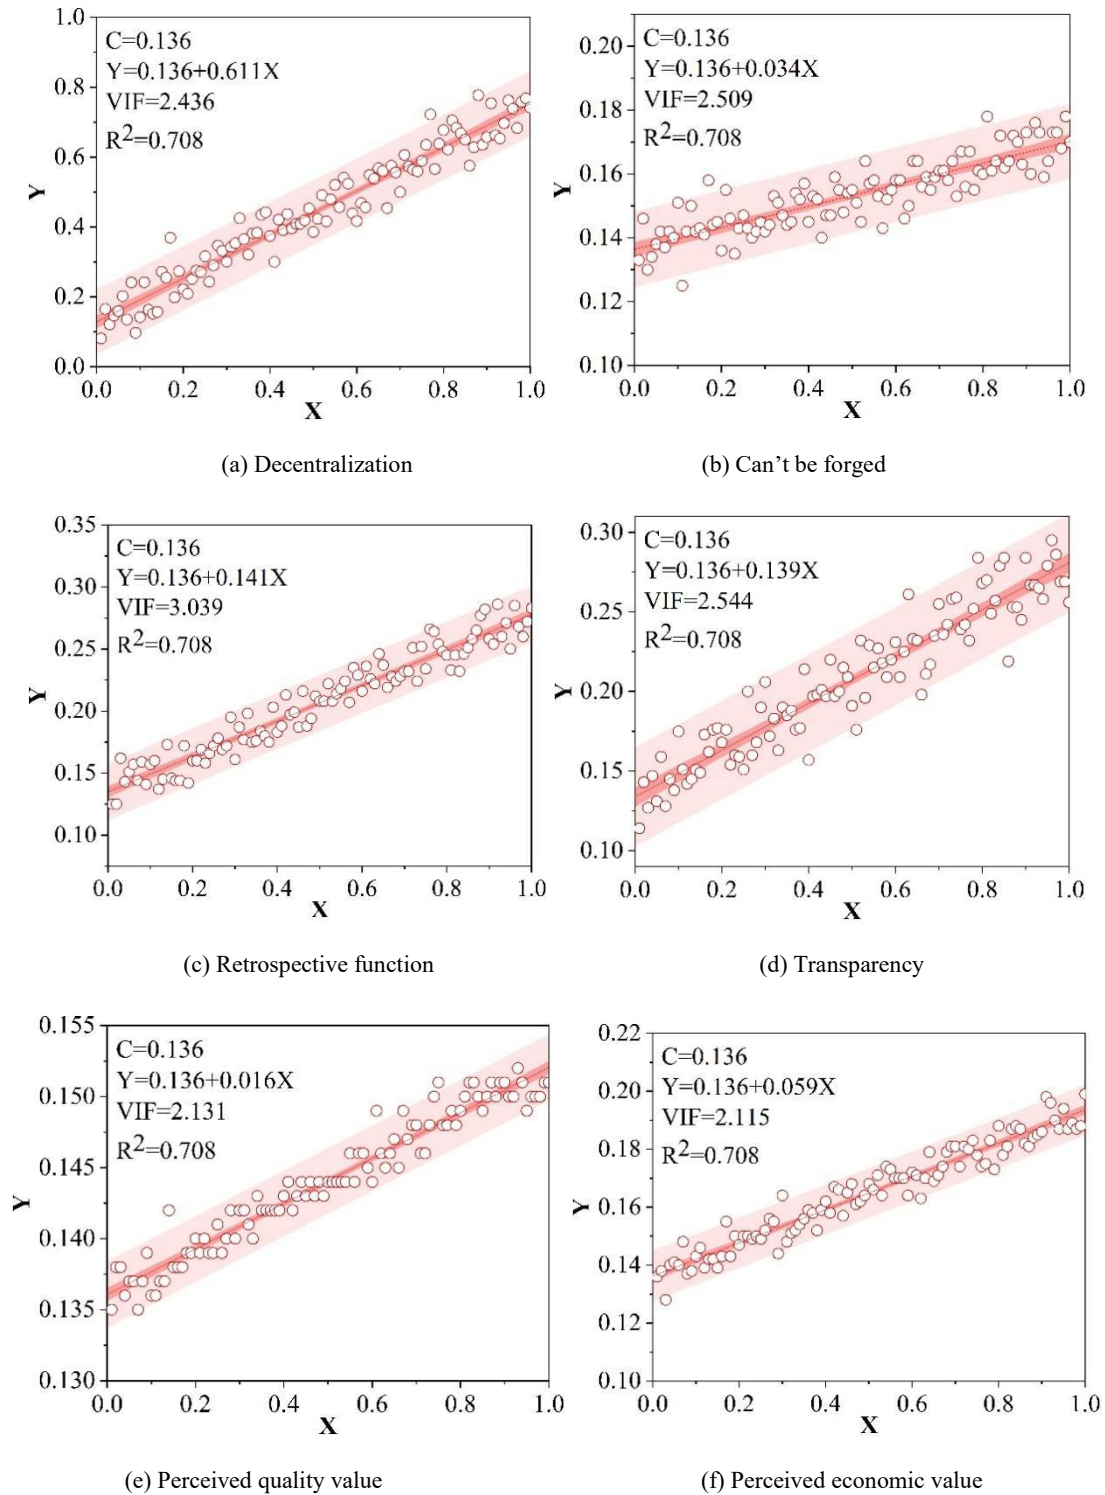 1.0
0.8
0.6
0.4
0.2
0.0
Y
C=0.136
Y=0.136+0.611X
VIF=2.436
R2=0.708
0.0 0.2 0.4 0.6 0.8 1.0
X
(a) Decentralization
0.20
0.18
0.16
0.14
0.12
0.10
Y
C=0.136
Y=0.136+0.034X
VIF=2.509
R2=0.708
0.0 0.2 0.4 0.6 0.8 1.0
X
(b) Can’t be forged
0.35
0.30
0.25
0.20
0.15
0.10
Y
C=0.136
Y=0.136+0.141X
VIF=3.039
R2=0.708
0.0 0.2 0.4 0.6 0.8 1.0
X
(c) Retrospective function
0.30
0.25
0.20
0.15
0.10
Y
C=0.136
Y=0.136+0.139X
VIF=2.544
R2=0.708
0.0 0.2 0.4 0.6 0.8 1.0
X
(d) Transparency
0.155
0.150
0.145
0.140
0.135
0.130
Y
C=0.136
Y=0.136+0.016X
VIF=2.131
R2=0.708
0.0 0.2 0.4 0.6 0.8 1.0
X
(e) Perceived quality value
0.22
0.20
0.18
0.16
0.14
0.10
Y
C=0.136
Y=0.136+0.059X
VIF=2.115
R2=0.708
0.0 0.2 0.4 0.6 0.8 1.0
X
(f) Perceived economic value